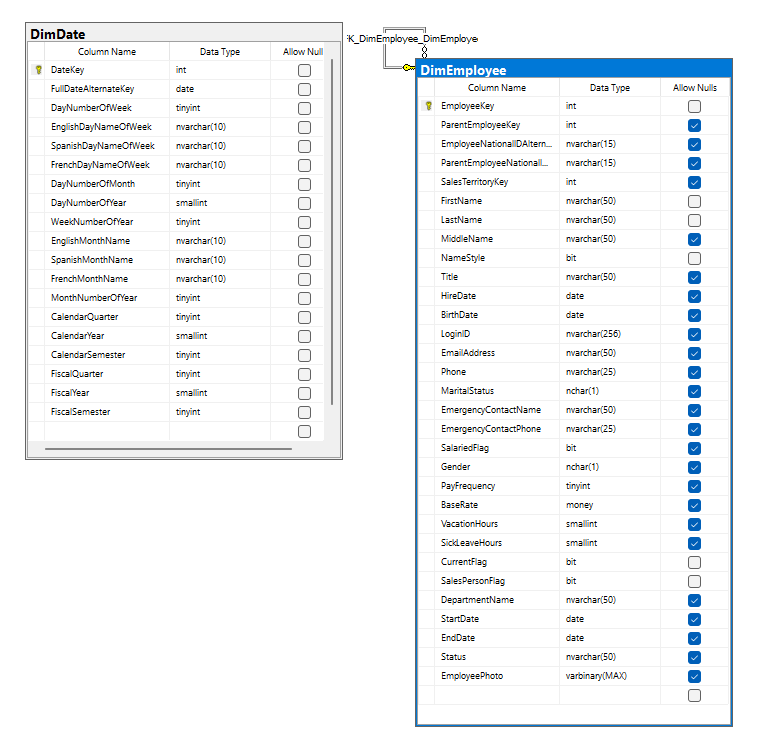 DimDate
Column Name Data Type Allow Null
DateKey int
FullDateAlternateKey date
DayNumberOfWeek tinyint
EnglishDayNameOfWeek nvarchar(10)
SpanishDayNameOfWeek nvarchar(10)
FrenchDayNameOfWeek nvarchar(10)
DayNumberOfMonth tinyint
DayNumberOfYear smallint
WeekNumberOfYear tinyint
EnglishMonthName nvarchar(10)
SpanishMonthName nvarchar(10)
FrenchMonthName nvarchar(10)
MonthNumberOfYear tinyint
CalendarQuarter tinyint
CalendarYear smallint
CalendarSemester tinyint
FiscalQuarter tinyint
FiscalYear smallint
FiscalSemester tinyint
K_DimEmployee_DimEmploye
DimEmployee
Column Name Data Type Allow Nulls
EmployeeKey int
ParentEmployeeKey int
EmployeeNationalIDAltern... nvarchar(15)
ParentEmployeeNationalI... nvarchar(15)
SalesTerritoryKey int
FirstName nvarchar(50)
LastName nvarchar(50)
MiddleName nvarchar(50)
NameStyle bit
Title nvarchar(50)
HireDate date
BirthDate date
LoginID nvarchar(256)
EmailAddress nvarchar(50)
Phone nvarchar(25)
MaritalStatus nchar(1)
EmergencyContactName nvarchar(50)
EmergencyContactPhone nvarchar(25)
SalariedFlag bit
Gender nchar(1)
PayFrequency tinyint
BaseRate money
VacationHours smallint
SickLeaveHours smallint
CurrentFlag bit
SalesPersonFlag bit
DepartmentName nvarchar(50)
StartDate date
EndDate date
Status nvarchar(50)
EmployeePhoto varbinary(MAX)